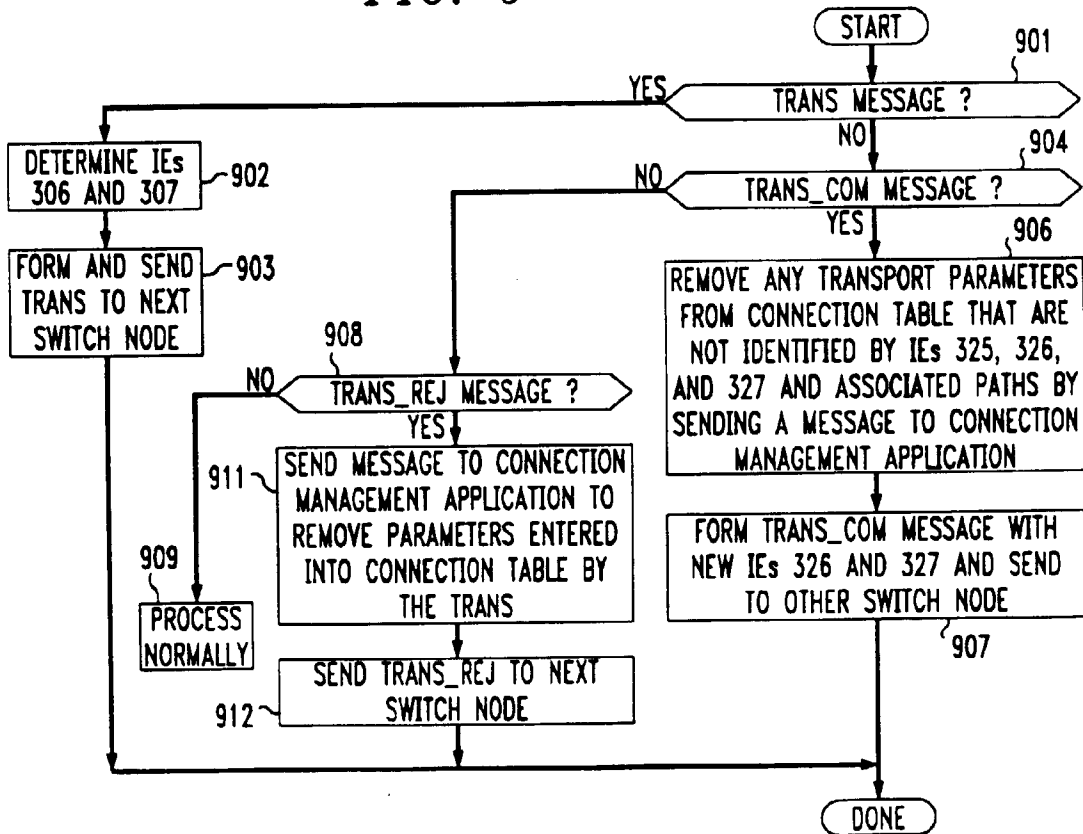 START
901
YES
TRANS MESSAGE ?
NO
904
DETERMINE IEs
306 AND 307
902
NO
TRANS_COM MESSAGE ?
YES
906
FORM AND SEND
TRANS TO NEXT
SWITCH NODE
903
REMOVE ANY TRANSPORT PARAMETERS
FROM CONNECTION TABLE THAT ARE
NOT IDENTIFIED BY IEs 325, 326,
AND 327 AND ASSOCIATED PATHS BY
SENDING A MESSAGE TO CONNECTION
MANAGEMENT APPLICATION
908
NO
TRANS_REJ MESSAGE ?
YES
911
SEND MESSAGE TO CONNECTION
MANAGEMENT APPLICATION TO
REMOVE PARAMETERS ENTERED
INTO CONNECTION TABLE BY
THE TRANS
FORM TRANS_COM MESSAGE WITH
NEW IEs 326 AND 327 AND SEND
TO OTHER SWITCH NODE
907
909
PROCESS
NORMALLY
SEND TRANS_REJ TO NEXT
SWITCH NODE
912
DONE